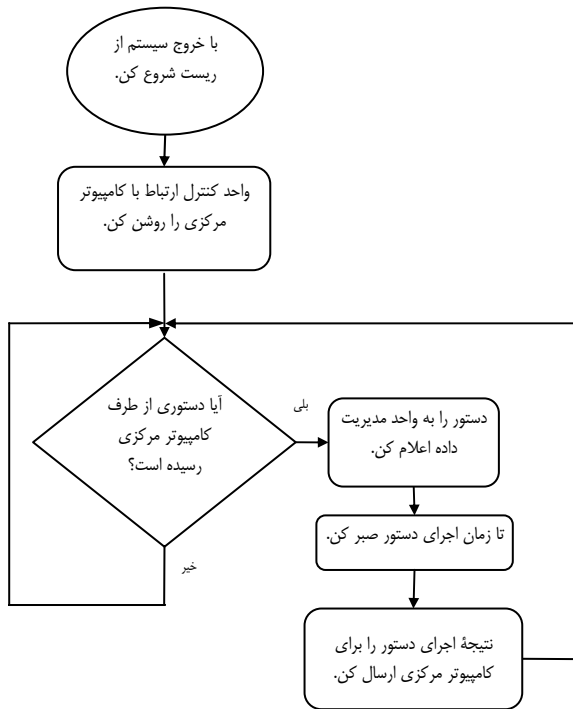 با خروج سیستم از
ریست شروع کن.
واحد کنترل ارتباط با کامپیوتر
مرکزی را روشن کن.
آیا دستوری از طرف
کامپیوتر مرکزی
رسیده است؟
بلی
دستور را به واحد مدیریت
داده اعلام کن.
تا زمان اجرای دستور صبر کن.
خیر
نتیجۀ اجرای دستور را برای
کامپیوتر مرکزی ارسال کن.